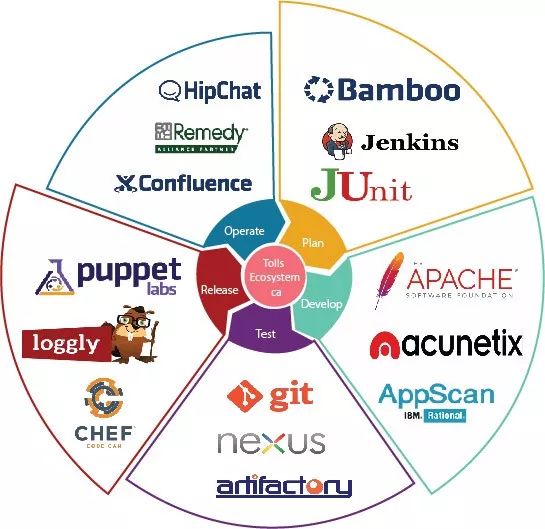 HipChat
Remedy
ALLIANCE PARTNER
Confluence
Bamboo
Jenkins
JUnit
Operate
Plan
Tolls
Ecosystem
ca
Release
Develop
Test
puppet
labs
loggly
CHEF
CODE CAN
THE
APACHE
SOFTWARE FOUNDATION
acunetix
AppScan
IBM. Rational.
git
nexus
artifactory